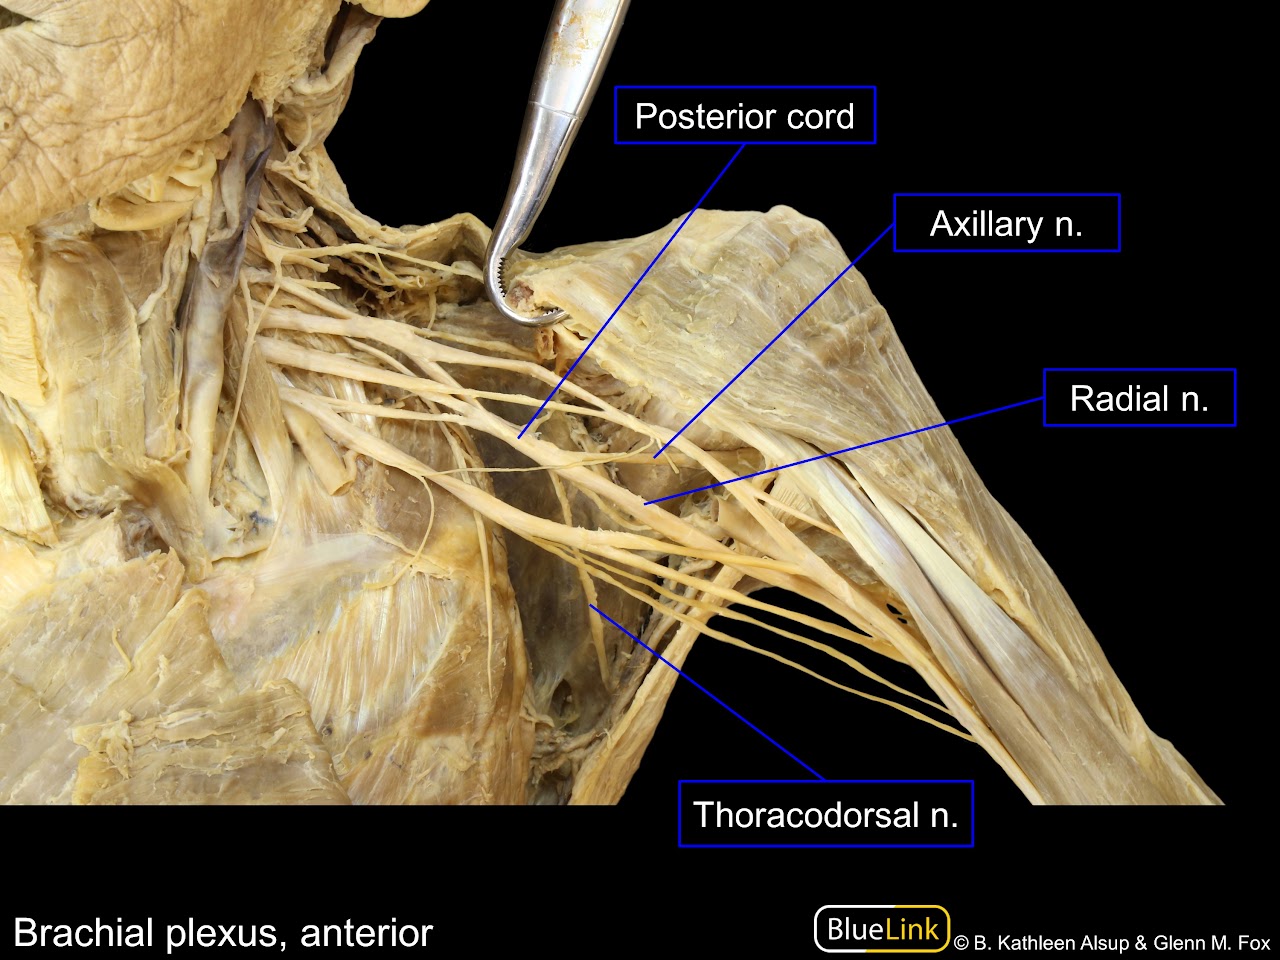 Posterior cord
Axillary n.
Radial n.
Thoracodorsal n.
Brachial plexus, anterior
BlueLink
© B. Kathleen Alsup & Glenn M. Fox